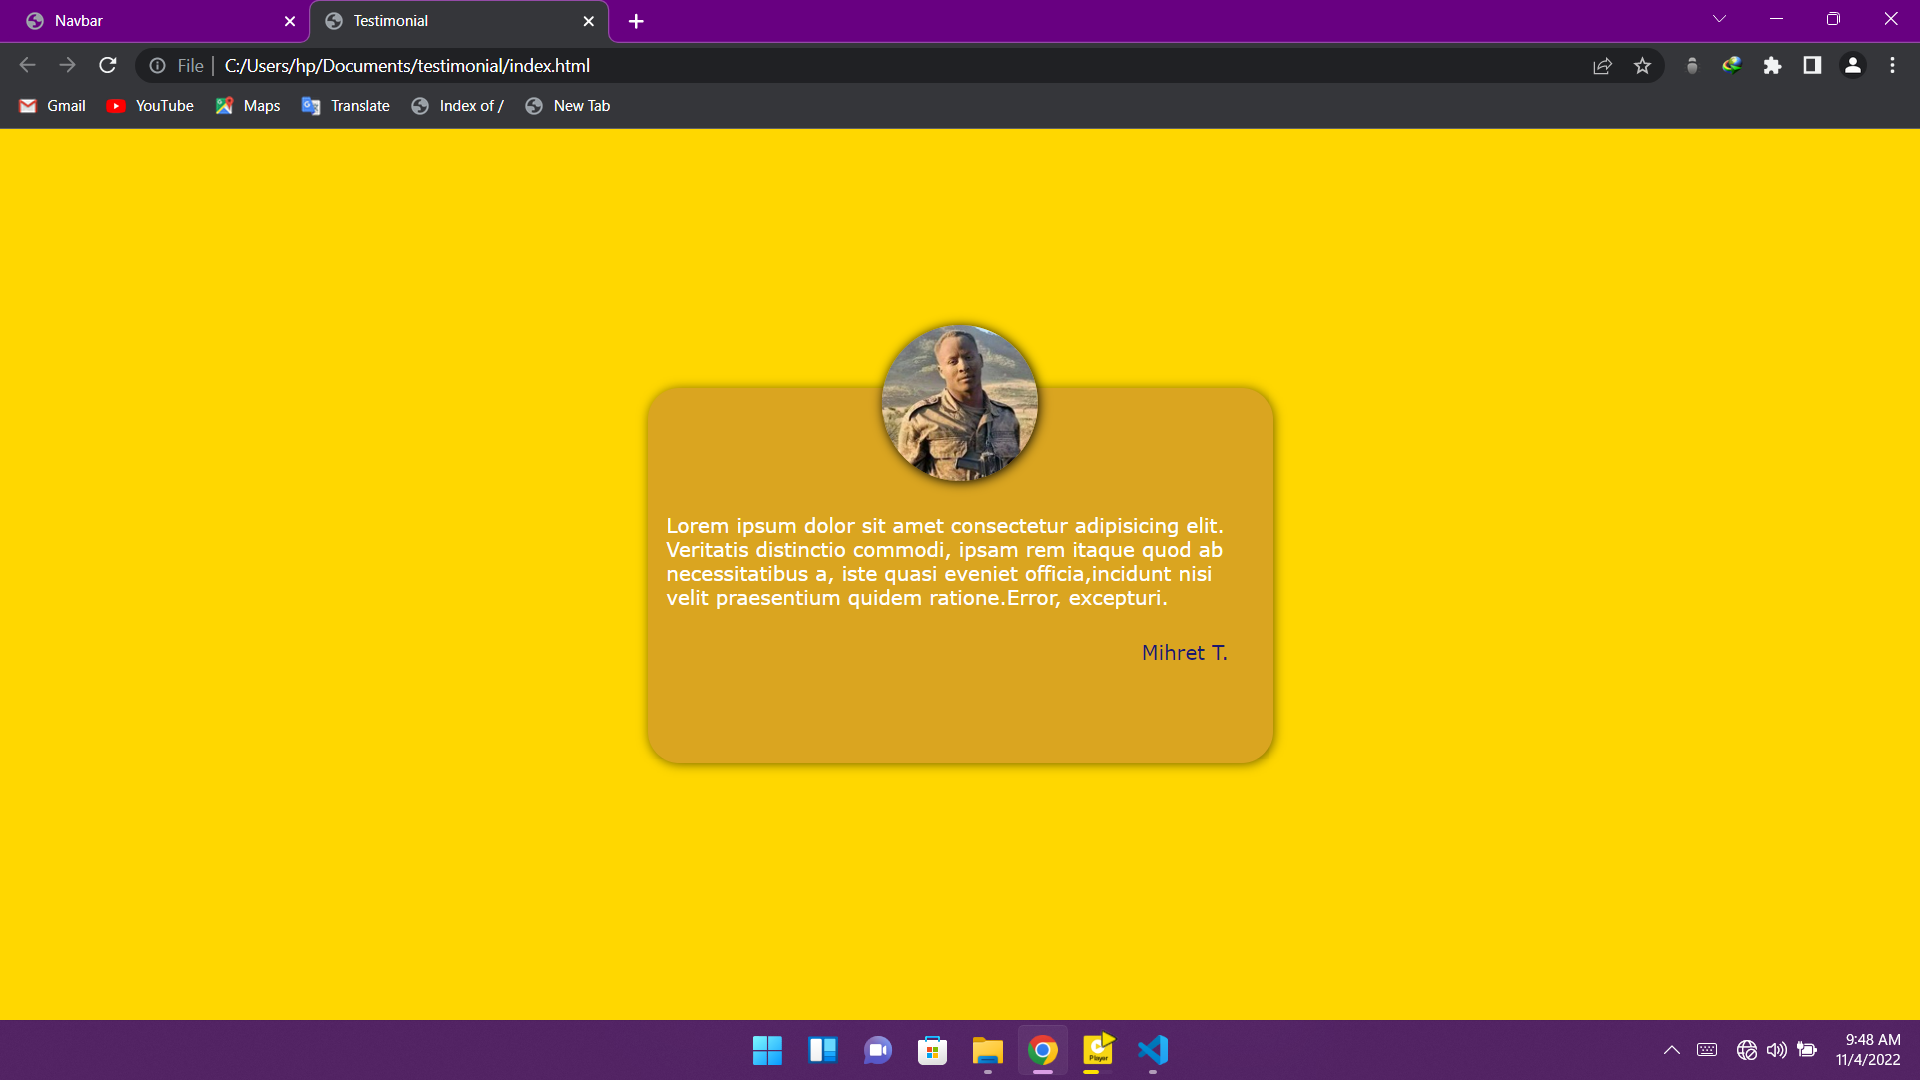 Navbar
Testimonial
File
C:/Users/hp/Documents/testimonial/index.html
Gmail
YouTube
Maps
Translate
Index of /
New Tab
Lorem ipsum dolor sit amet consectetur adipisicing elit.
Veritatis distinctio commodi, ipsam rem itaque quod ab
necessitatibus a, iste quasi eveniet officia,incidunt nisi
velit praesentium quidem ratione.Error, excepturi.
Mihret T.
Player
9:48 AM
11/4/2022